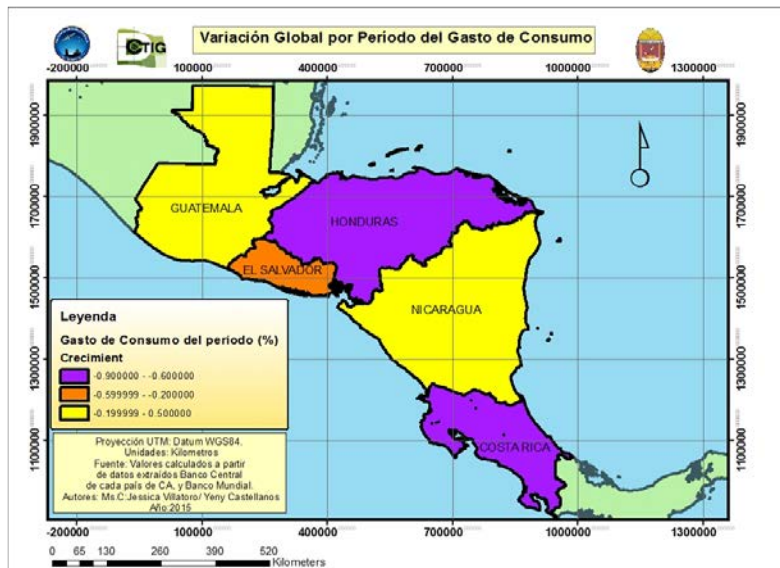 CTIG
Variación Global por Período del Gasto de Consumo
-200000 100000 400000 700000 1000000 1300000
1900000 1900000
1700000 1700000
GUATEMALA
HONDURAS
EL SALVADOR
1500000 1500000
NICARAGUA
Leyenda
Gasto de Consumo del período (%)
Crecimient
-0.900000 - -0.600000
-0.599999 - -0.200000
-0.199999 - 0.500000
1300000 1300000
COSTA RICA
1100000 1100000
Proyección UTM: Datum WGS84.
Unidades: Kilometros
Fuente: Valores calculados a partir
de datos extraídos Banco Central
de cada país de CA, y Banco Mundial.
Autores: Ms.C:Jessica Villatoro/ Yeny Castellanos
Año:2015
-200000 100000 400000 700000 1000000 1300000
0 65 130 260 390 520
Kilometers